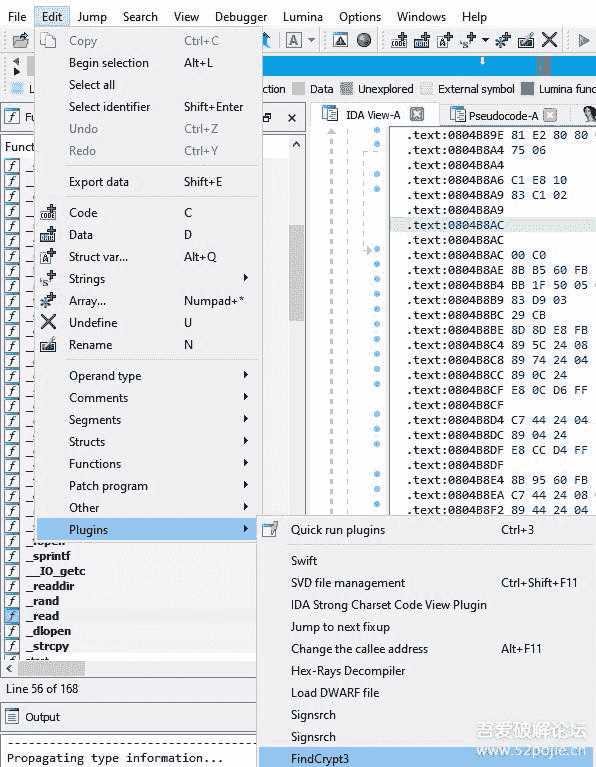 File Edit Jump Search View Debugger Lumina Options Windows Help
Copy Ctrl+C
Begin selection Alt+L
Select all
Select identifier Shift+Enter
Undo Ctrl+Z
Redo Ctrl+Y
Export data Shift+E
Code C
Data D
Struct var... Alt+Q
Strings
Array... Numpad+*
Undefine U
Rename N
Operand type
Comments
Segments
Structs
Functions
Patch program
Other
Plugins
Data Unexplored External symbol Lumina func
IDA View-A Pseudocode-A
.text:0804B89E 81 E2 80 80
.text:0804B8A4 75 06
.text:0804B8A4
.text:0804B8A6 C1 E8 10
.text:0804B8A9 83 C1 02
.text:0804B8A9
.text:0804B8AC
.text:0804B8AC
.text:0804B8AC 00 C0
.text:0804B8AE 8B B5 60 FB
.text:0804B8B4 BB 1F 50 05
.text:0804B8B9 83 D9 03
.text:0804B8BC 29 CB
.text:0804B8BE 8D 8D E8 FB
.text:0804B8C4 89 5C 24 08
.text:0804B8C8 89 74 24 04
.text:0804B8CC 89 0C 24
.text:0804B8CF E8 0C D6 FF
.text:0804B8CF
.text:0804B8D4 C7 44 24 04
.text:0804B8DC 89 04 24
.text:0804B8DF E8 CC D4 FF
.text:0804B8DF
.text:0804B8E4 8B 95 60 FB
.text:0804B8EA C7 44 24 08
.text:0804B8F2 89 44 24 04
Quick run plugins Ctrl+3
Swift
SVD file management Ctrl+Shift+F11
IDA Strong Charset Code View Plugin
Jump to next fixup
Change the callee address Alt+F11
Hex-Rays Decompiler
Load DWARF file
Signsrch
Signsrch
FindCrypt3
_sprintf
__IO_getc
_readdir
_rand
_read
_dlopen
_strcpy
Line 56 of 168
Output
Propagating type information...
吾爱破解论坛
www.52pojie.cn